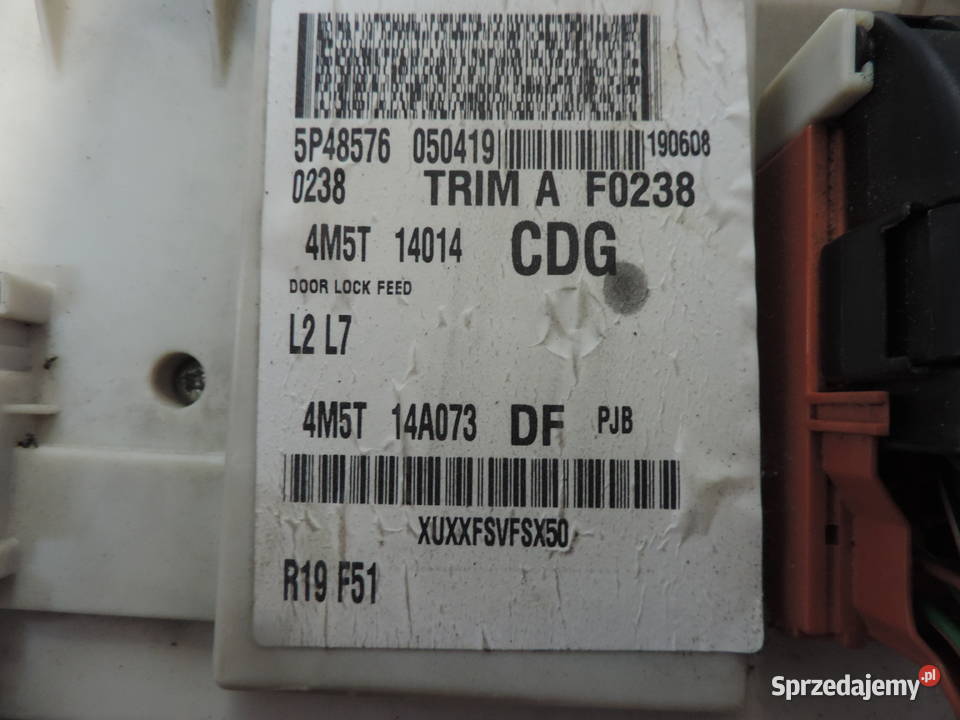 5P48576 050419 190608
0238 TRIM A F0238
4M5T 14014 CDG
DOOR LOCK FEED
L2 L7
4M5T 14A073 DF PJB
XUXXFSVFSX50
R19 F51
Sprzedajemy.pl